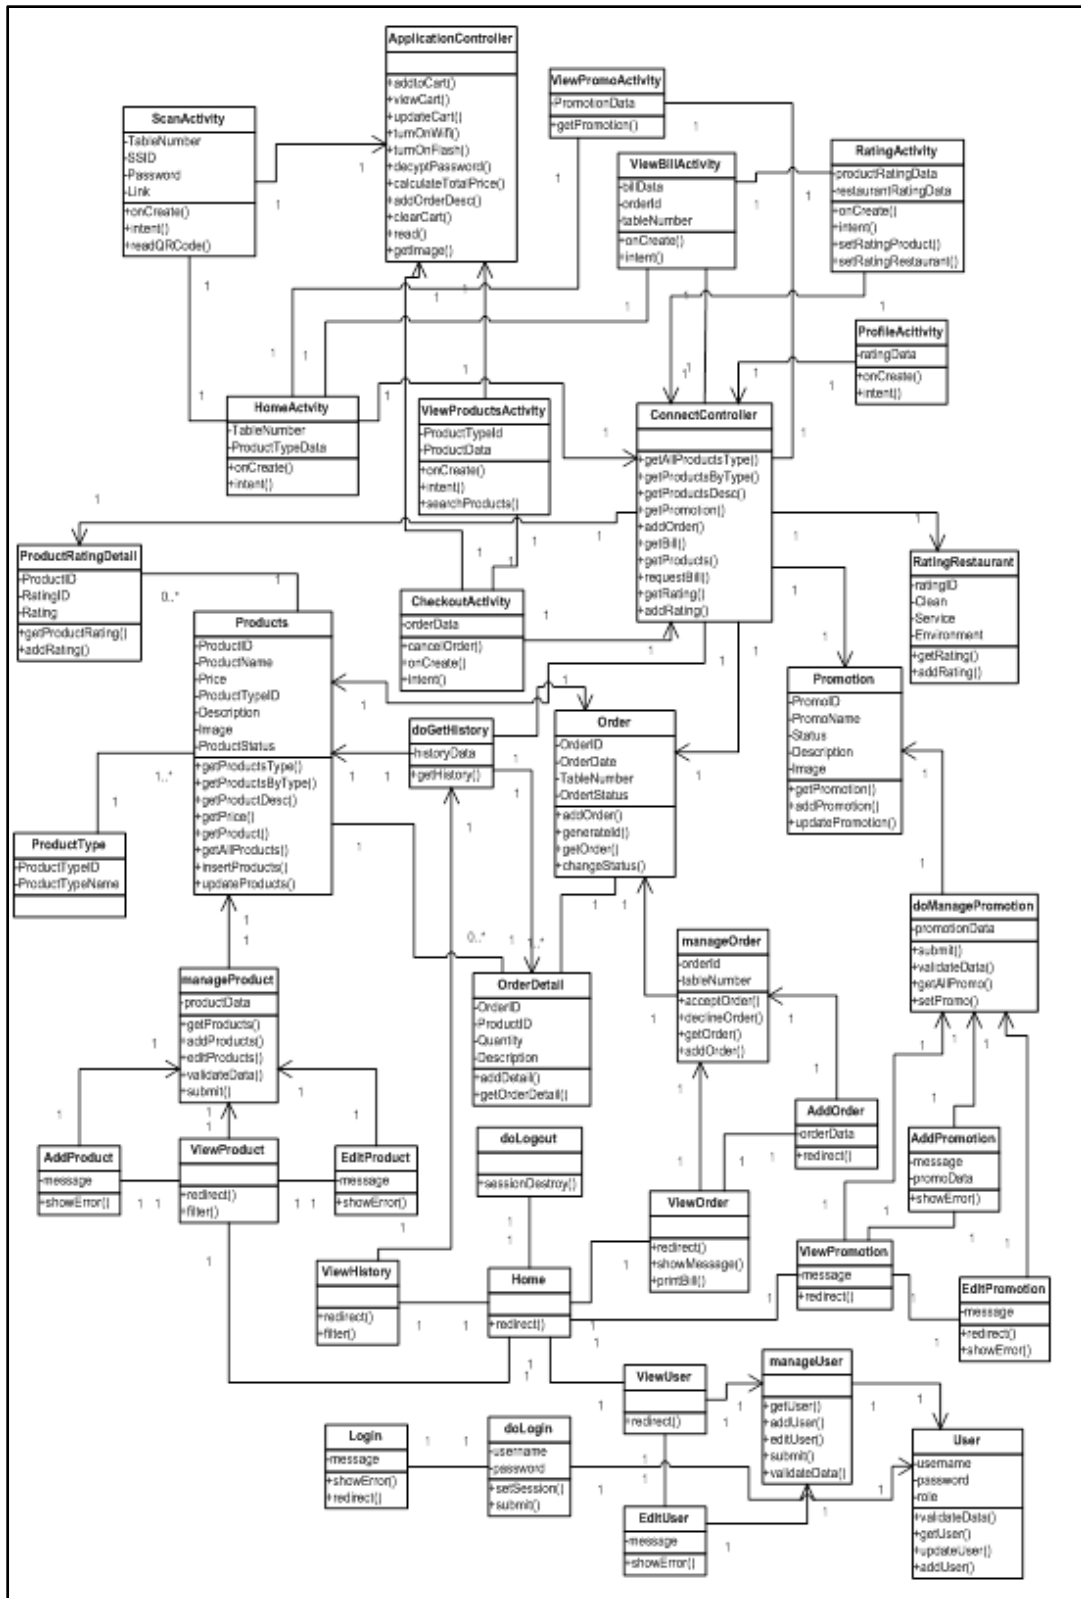 ApplicationController
+addtoCart()
+viewCart()
+updateCart()
+turnOnWifi()
+turnOnFlash()
+decyptPassword()
+calculateTotalPrice()
+addOrderDesc()
+clearCart()
+read()
+getImage()
ScanActivity
-TableNumber
-SSID
-Password
-Link
+onCreate()
+intent()
+readQRCode()
ViewPromoActivity
-PromotionData
+getPromotion()
ViewBillActivity
-billData
-orderId
-tableNumber
+onCreate()
+intent()
RatingActivity
-productRatingData
-restaurantRatingData
+onCreate()
+intent()
+setRatingProduct()
+setRatingRestaurant()
ProfileAcitivity
-ratingData
+onCreate()
+intent()
HomeActvity
-TableNumber
-ProductTypeData
+onCreate()
+intent()
ViewProductsActivity
-ProductTypeId
-ProductData
+onCreate()
+intent()
+searchProducts()
ConnectController
+getAllProductsType()
+getProductsByType()
+getProductsDesc()
+getPromotion()
+addOrder()
+getBill()
+getProducts()
+requestBill()
+getRating()
+addRating()
ProductRatingDetail
-ProductID
-RatingID
-Rating
+getProductRating()
+addRating()
0..*
CheckoutActivity
-orderData
+cancelOrder()
+onCreate()
+intent()
RatingRestaurant
-ratingID
-Clean
-Service
-Environment
+getRating()
+addRating()
Products
-ProductID
-ProductName
-Price
-ProductTypeID
-Description
-Image
-ProductStatus
+getProductsType()
+getProductsByType()
+getProductDesc()
+getPrice()
+getProduct()
+getAllProducts()
+insertProducts()
+updateProducts()
1..*
doGetHistory
-historyData
+getHistory()
Order
-OrderID
-OrderDate
-TableNumber
-OrdertStatus
+addOrder()
+generateId()
+getOrder()
+changeStatus()
Promotion
-PromoID
-PromoName
-Status
-Description
-Image
+getPromotion()
+addPromotion()
+updatePromotion()
ProductType
-ProductTypeID
-ProductTypeName
0..*
1..*
manageProduct
-productData
+getProducts()
+addProducts()
+editProducts()
+validateData()
+submit()
OrderDetail
-OrderID
-ProductID
-Quantity
-Description
+addDetail()
+getOrderDetail()
manageOrder
-orderId
-tableNumber
+acceptOrder()
+declineOrder()
+getOrder()
+addOrder()
doManagePromotion
-promotionData
+submit()
+validateData()
+getAllPromo()
+setPromo()
AddProduct
-message
+showError()
ViewProduct
+redirect()
+filter()
EditProduct
-message
+showError()
doLogout
+sessionDestroy()
AddOrder
-orderData
+redirect()
AddPromotion
-message
-promoData
+showError()
ViewHistory
+redirect()
+filter()
Home
+redirect()
ViewOrder
+redirect()
+showMessage()
+printBill()
ViewPromotion
-message
+redirect()
EditPromotion
-message
+redirect()
+showError()
ViewUser
+redirect()
manageUser
+getUser()
+addUser()
+editUser()
+submit()
+validateData()
Login
-message
+showError()
+redirect()
doLogin
-username
-password
+setSession()
+submit()
EditUser
-message
+showError()
User
-username
-password
-role
+validateData()
+getUser()
+updateUser()
+addUser()